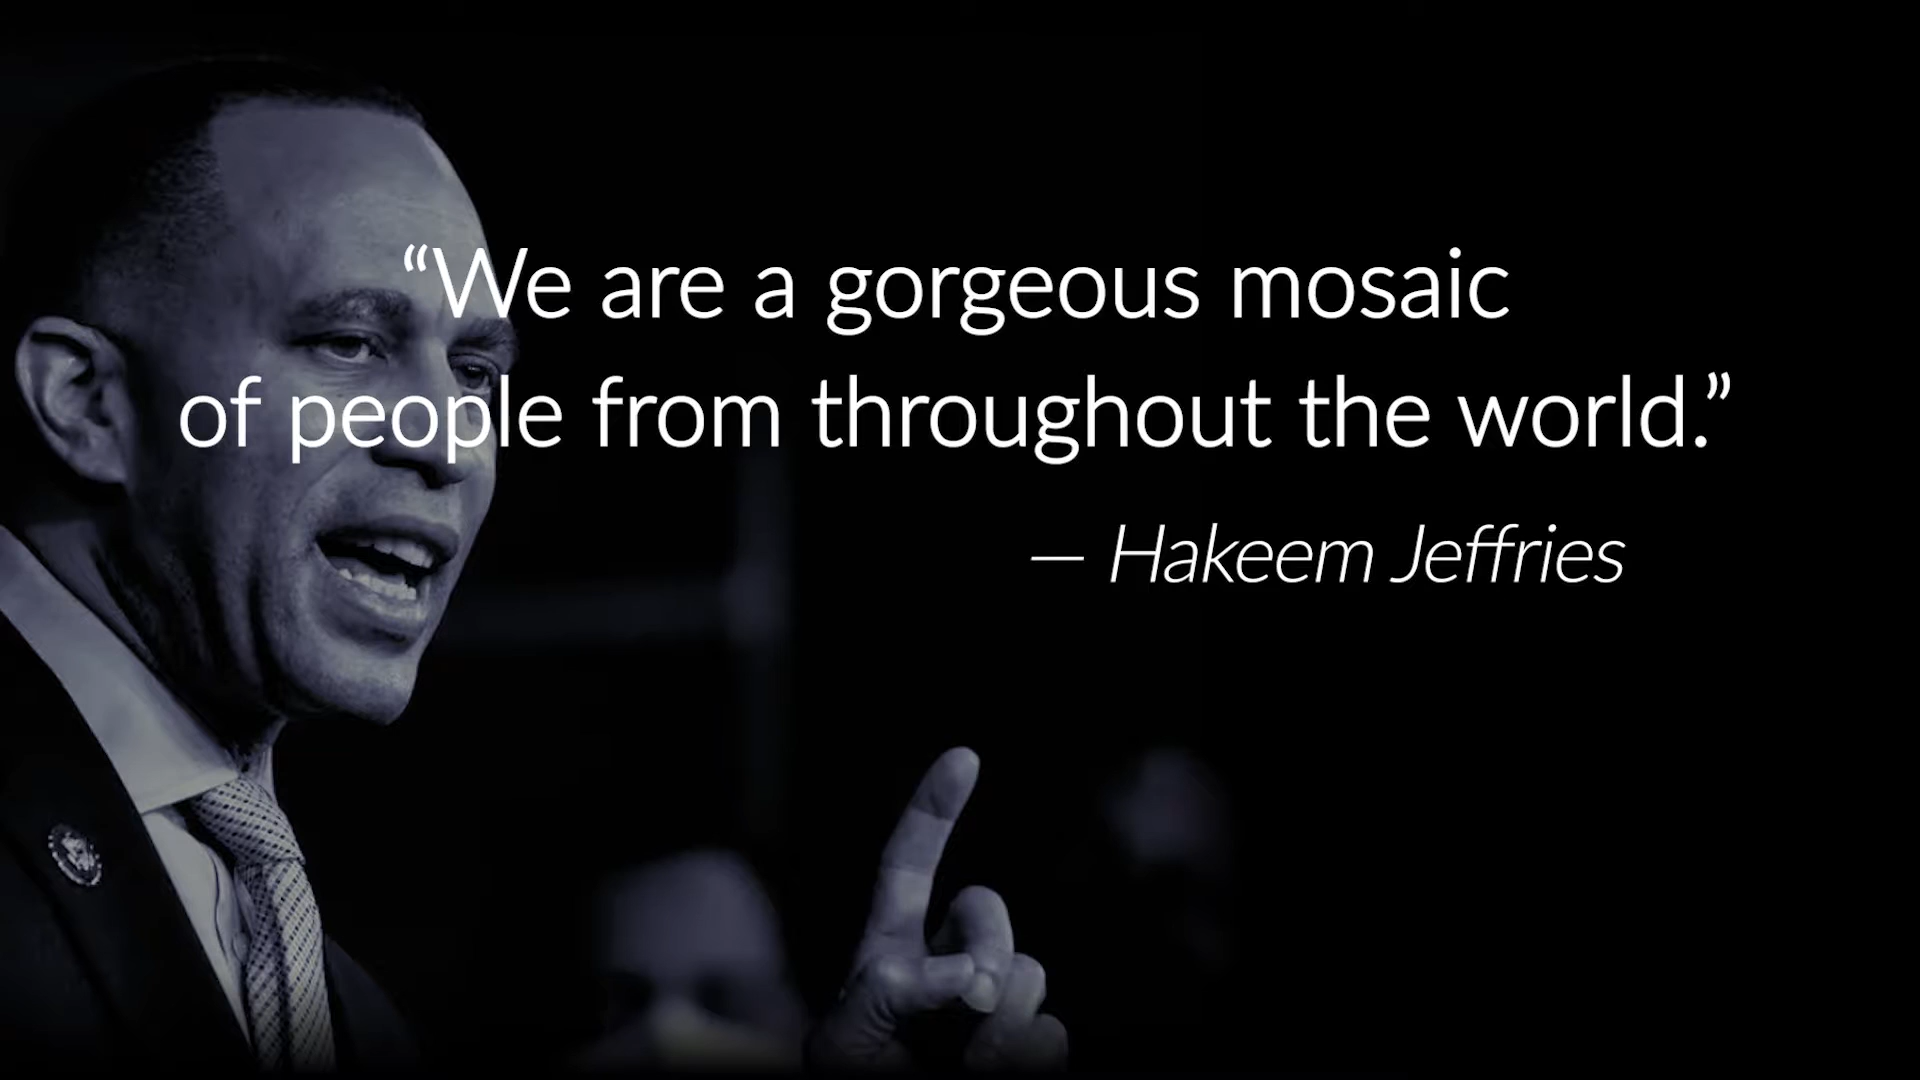 “We are a gorgeous mosaic
of people from throughout the world.”
— Hakeem Jeffries